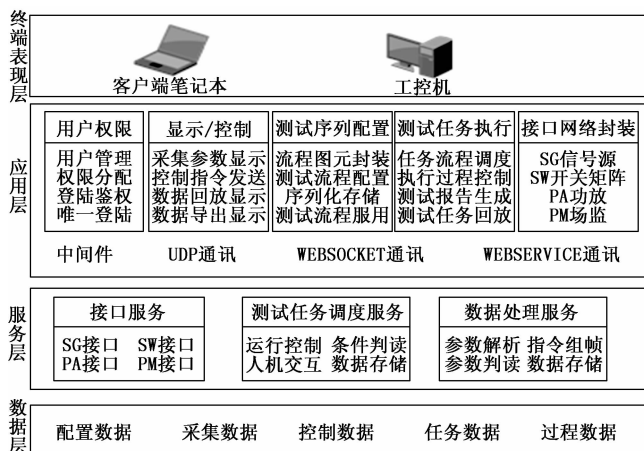 终端表现层
客户端笔记本 工控机
应用层
用户权限 显示/控制 测试序列配置 测试任务执行 接口网络封装
用户管理 采集参数显示 流程图元封装 任务流程调度 SG信号源
权限分配 控制指令发送 测试流程配置 执行过程控制 SW开关矩阵
登陆鉴权 数据回放显示 序列化存储 测试报告生成 PA功放
唯一登陆 数据导出显示 测试流程服用 测试任务回放 PM场监
中间件 UDP通讯 WEBSOCKET通讯 WEBSERVICE通讯
服务层
接口服务 测试任务调度服务 数据处理服务
SG接口 SW接口 运行控制 条件判读 参数解析 指令组帧
PA接口 PM接口 人机交互 数据存储 参数判读 数据存储
数据层
配置数据 采集数据 控制数据 任务数据 过程数据